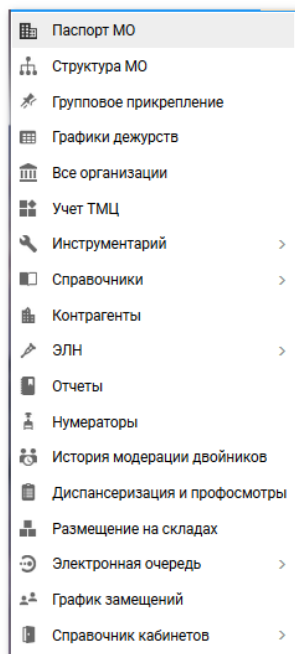 Паспорт МО
Структура МО
Групповое прикрепление
Графики дежурств
Все организации
Учет ТМЦ
Инструментарий
Справочники
Контрагенты
ЭЛН
Отчеты
Нумераторы
История модерации двойников
Диспансеризация и профосмотры
Размещение на складах
Электронная очередь
График замещений
Справочник кабинетов